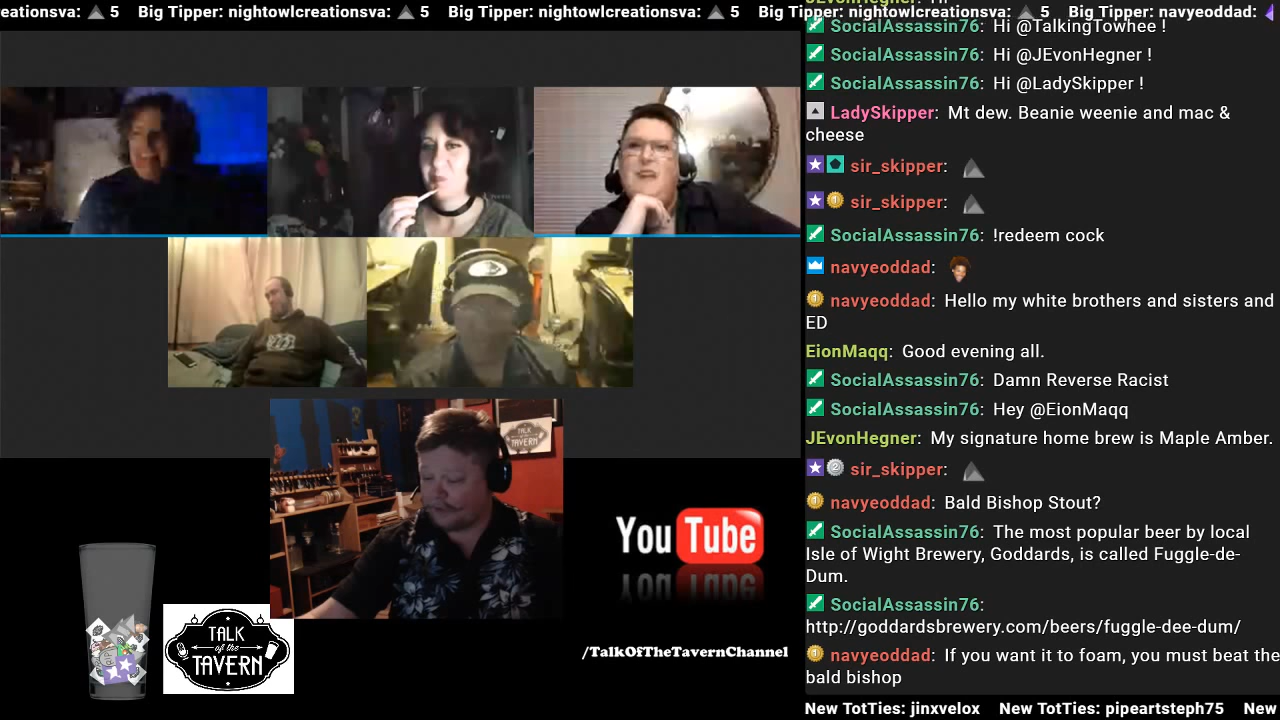 eationsva: 5 Big Tipper: nightowlcreationsva: 5 Big Tipper: nightowlcreationsva: 5 Big Tipper: nightowlcreationsva: 5 Big Tipper: navyeoddad:
JEvonHegner: Hi
SocialAssassin76: Hi @TalkingTowhee !
SocialAssassin76: Hi @JEvonHegner !
SocialAssassin76: Hi @LadySkipper !
LadySkipper: Mt dew. Beanie weenie and mac &
cheese
sir_skipper:
sir_skipper:
SocialAssassin76: !redeem cock
navyeoddad:
navyeoddad: Hello my white brothers and sisters and
ED
EionMaqq: Good evening all.
SocialAssassin76: Damn Reverse Racist
SocialAssassin76: Hey @EionMaqq
JEvonHegner: My signature home brew is Maple Amber.
sir_skipper:
navyeoddad: Bald Bishop Stout?
SocialAssassin76: The most popular beer by local
Isle of Wight Brewery, Goddards, is called Fuggle-de-
Dum.
SocialAssassin76:
http://goddardsbrewery.com/beers/fuggle-dee-dum/
navyeoddad: If you want it to foam, you must beat the
bald bishop
New TotTies: jinxvelox New TotTies: pipeartsteph75 New
TALK
of the
TAVERN
YouTube
TALK
of the
TAVERN
/TalkOfTheTavernChannel